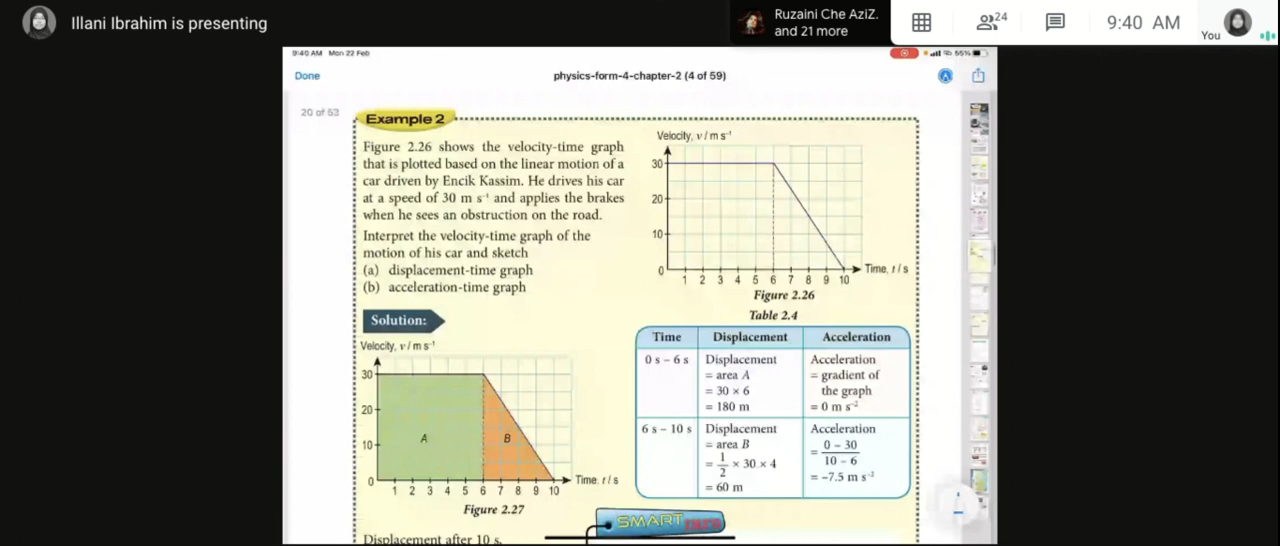 Illani Ibrahim is presenting
Ruzaini Che AziZ.
and 21 more
24
9:40 AM
You
9:40 AM Mon 22 Feb
55%
Done
physics-form-4-chapter-2 (4 of 59)
20 of 53
Example 2
Figure 2.26 shows the velocity-time graph
that is plotted based on the linear motion of a
car driven by Encik Kassim. He drives his car
at a speed of 30 m s⁻¹ and applies the brakes
when he sees an obstruction on the road.
Interpret the velocity-time graph of the
motion of his car and sketch
(a) displacement-time graph
(b) acceleration-time graph
Velocity, v / m s⁻¹
30
20
10
0
1 2 3 4 5 6 7 8 9 10
Time, t / s
Figure 2.26
Solution:
Velocity, v / m s⁻¹
30
20
10
0
A
B
1 2 3 4 5 6 7 8 9 10
Time, t / s
Figure 2.27
Table 2.4
Time Displacement Acceleration
0 s – 6 s
Displacement
= area A
= 30 × 6
= 180 m
Acceleration
= gradient of
the graph
= 0 m s⁻²
6 s – 10 s
Displacement
= area B
= 1/2 × 30 × 4
= 60 m
Acceleration
= 0 – 30 / 10 – 6
= –7.5 m s⁻²
SMART INFO
Displacement after 10 s,